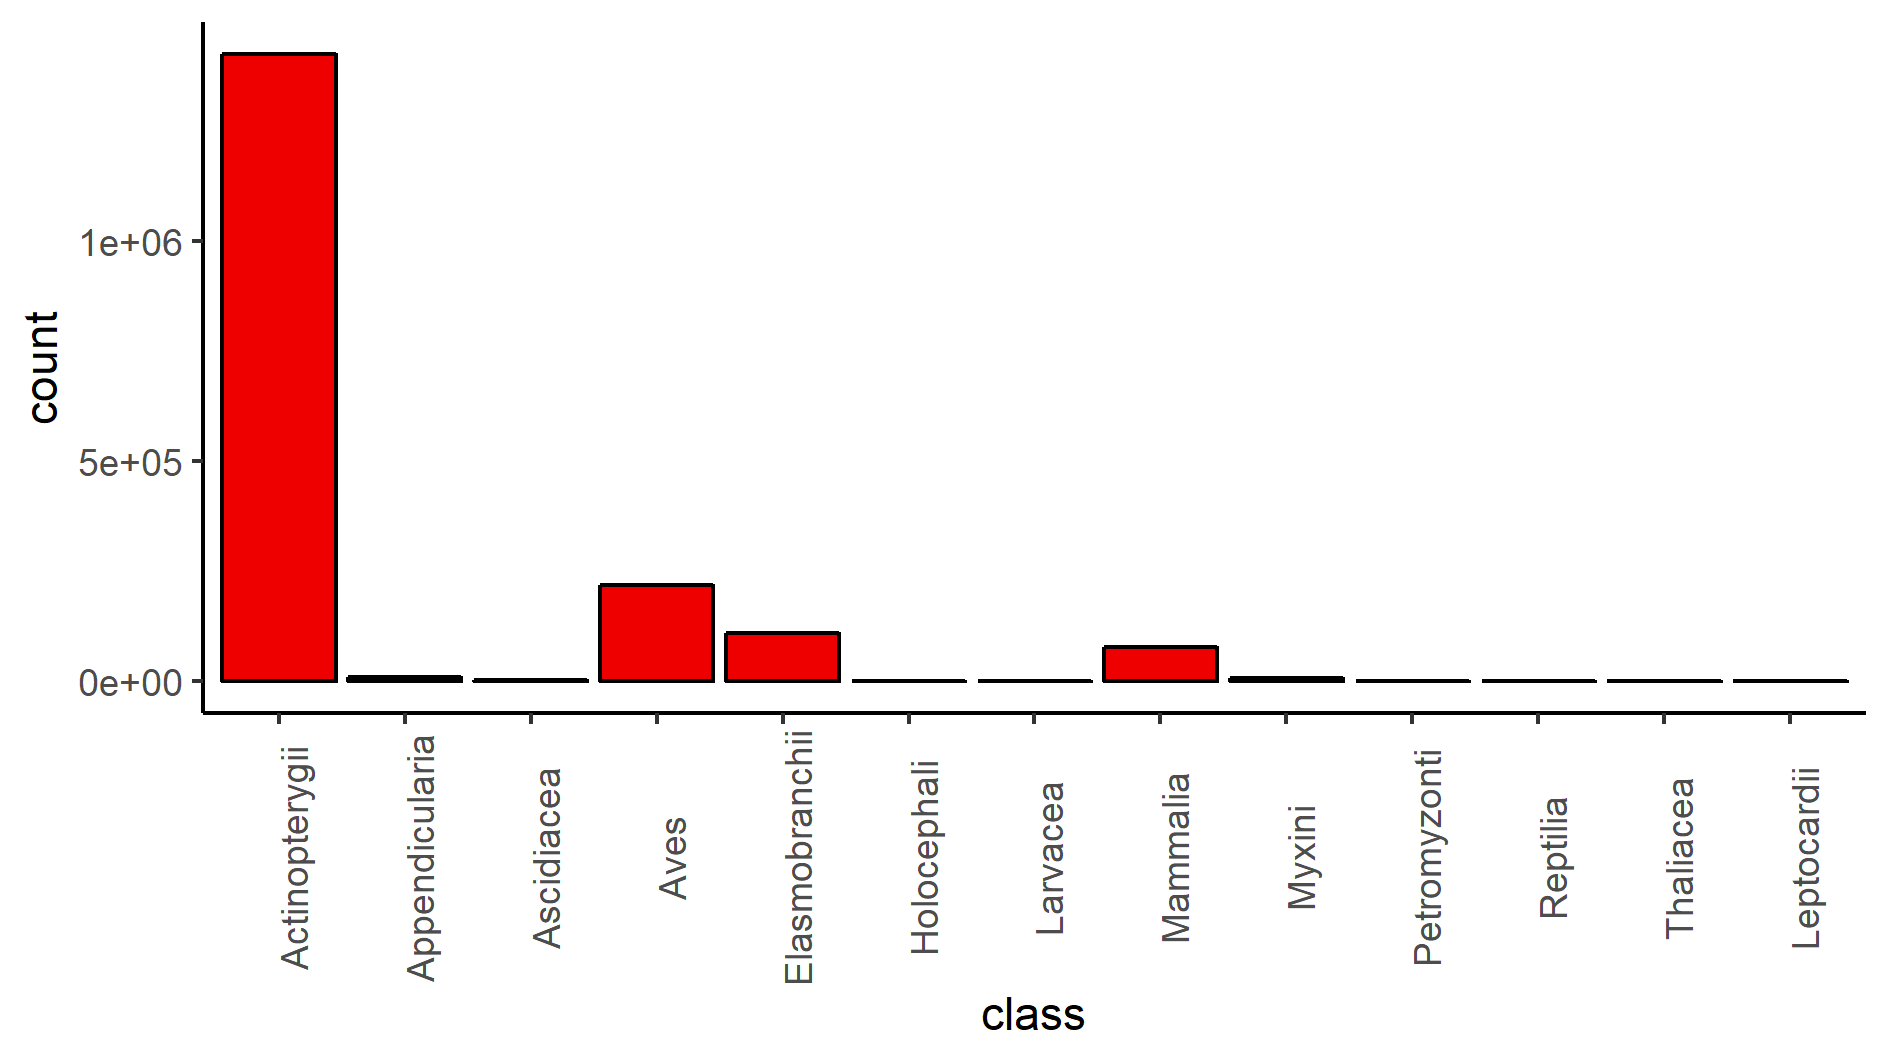 count
1e+06
5e+05
0e+00
Actinopterygii
Appendicularia
Ascidiacea
Aves
Elasmobranchii
Holocephali
Larvacea
Mammalia
Myxini
Petromyzonti
Reptilia
Thaliacea
Leptocardii
class